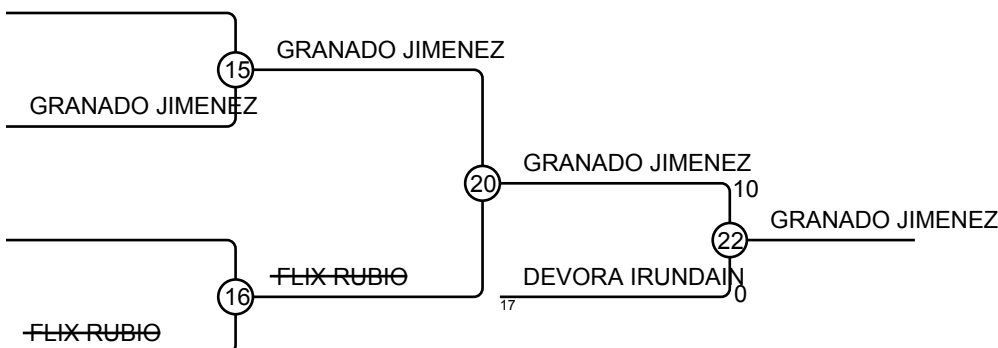 GRANADO JIMENEZ
15
GRANADO JIMENEZ
GRANADO JIMENEZ
10
20
GRANADO JIMENEZ
22
FLIX RUBIO
DEVORA IRUNDAIN
0
16
17
FLIX RUBIO